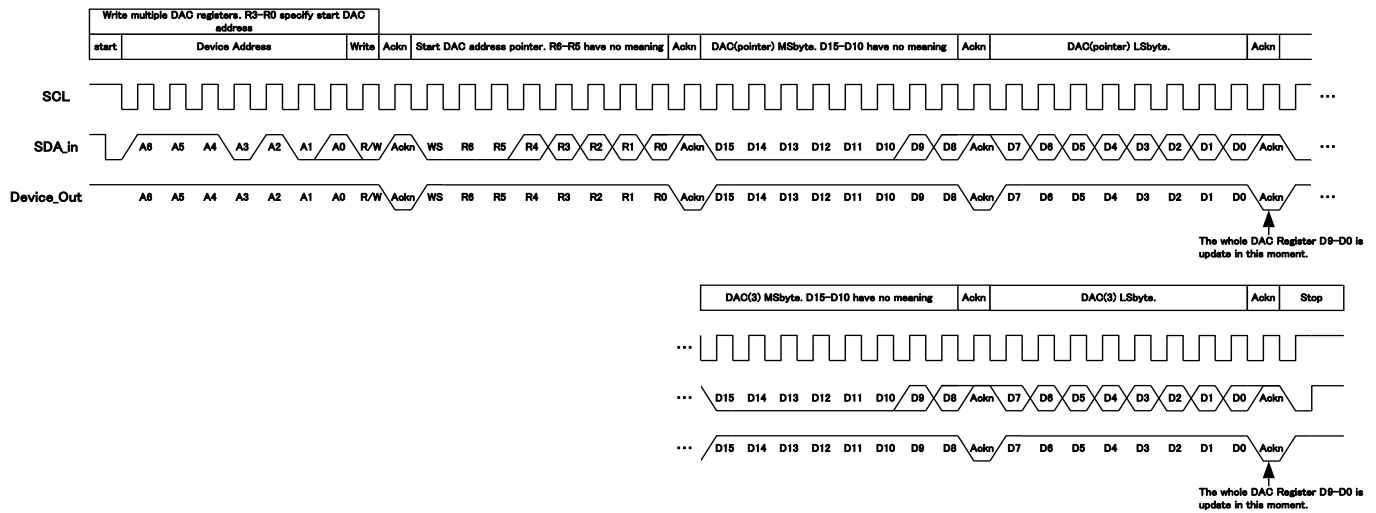 Write multiple DAC registers. R3-R0 specify start DAC
address
start Device Address Write Ackn Start DAC address pointer. R6-R5 have no meaning Ackn DAC(pointer) MSbyte. D15-D10 have no meaning Ackn DAC(pointer) LSbyte. Ackn
SCL ...
SDA_in A6 A5 A4 A3 A2 A1 A0 R/W Ackn WS R6 R5 R4 R3 R2 R1 R0 Ackn D15 D14 D13 D12 D11 D10 D9 D8 Ackn D7 D6 D5 D4 D3 D2 D1 D0 Ackn ...
Device_Out A6 A5 A4 A3 A2 A1 A0 R/W Ackn WS R6 R5 R4 R3 R2 R1 R0 Ackn D15 D14 D13 D12 D11 D10 D9 D8 Ackn D7 D6 D5 D4 D3 D2 D1 D0 Ackn ...
The whole DAC Register D9-D0 is
update in this moment.
DAC(3) MSbyte. D15-D10 have no meaning Ackn DAC(3) LSbyte. Ackn Stop
...
... D15 D14 D13 D12 D11 D10 D9 D8 Ackn D7 D6 D5 D4 D3 D2 D1 D0 Ackn
... D15 D14 D13 D12 D11 D10 D9 D8 Ackn D7 D6 D5 D4 D3 D2 D1 D0 Ackn
The whole DAC Register D9-D0 is
update in this moment.